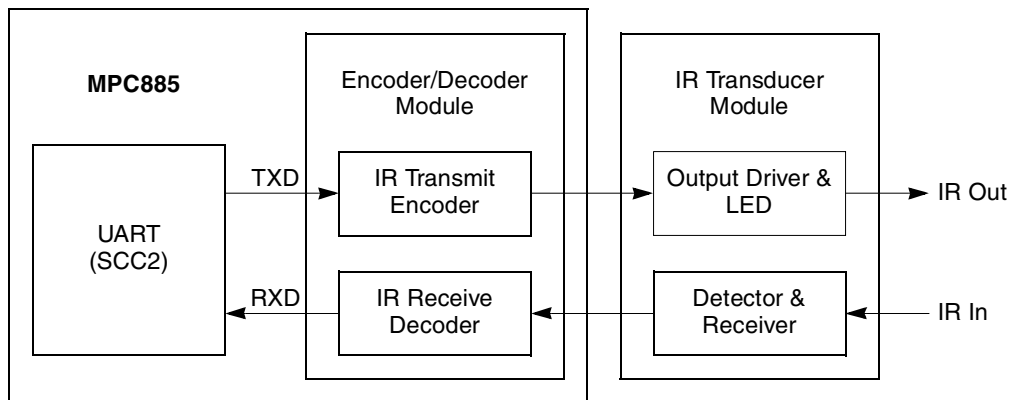 MPC885
Encoder/Decoder
Module
IR Transducer
Module
UART
(SCC2)
TXD
IR Transmit
Encoder
Output Driver &
LED
IR Out
RXD
IR Receive
Decoder
Detector &
Receiver
IR In